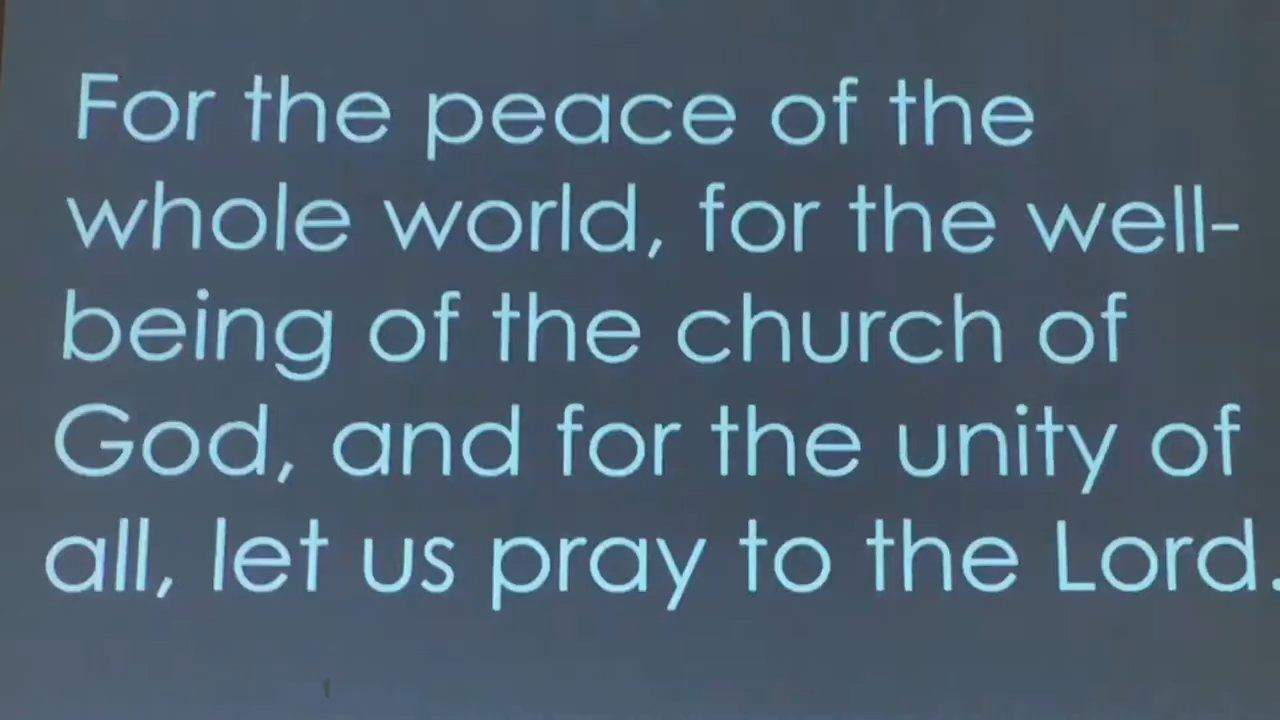 For the peace of the
whole world, for the well-
being of the church of
God, and for the unity of
all, let us pray to the Lord.